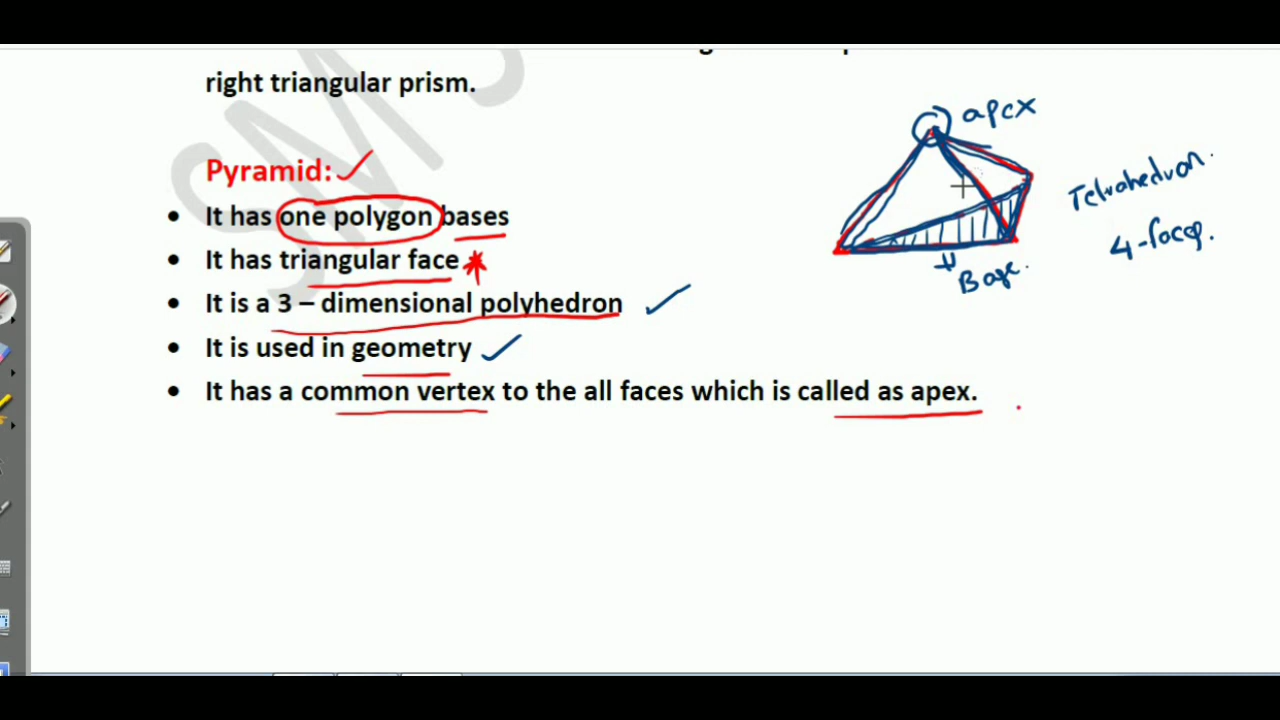 right triangular prism.
Pyramid:
• It has one polygon bases
• It has triangular face
• It is a 3 – dimensional polyhedron
• It is used in geometry
• It has a common vertex to the all faces which is called as apex.
apex
Tetrahedron.
4-faces.
Base.
SM